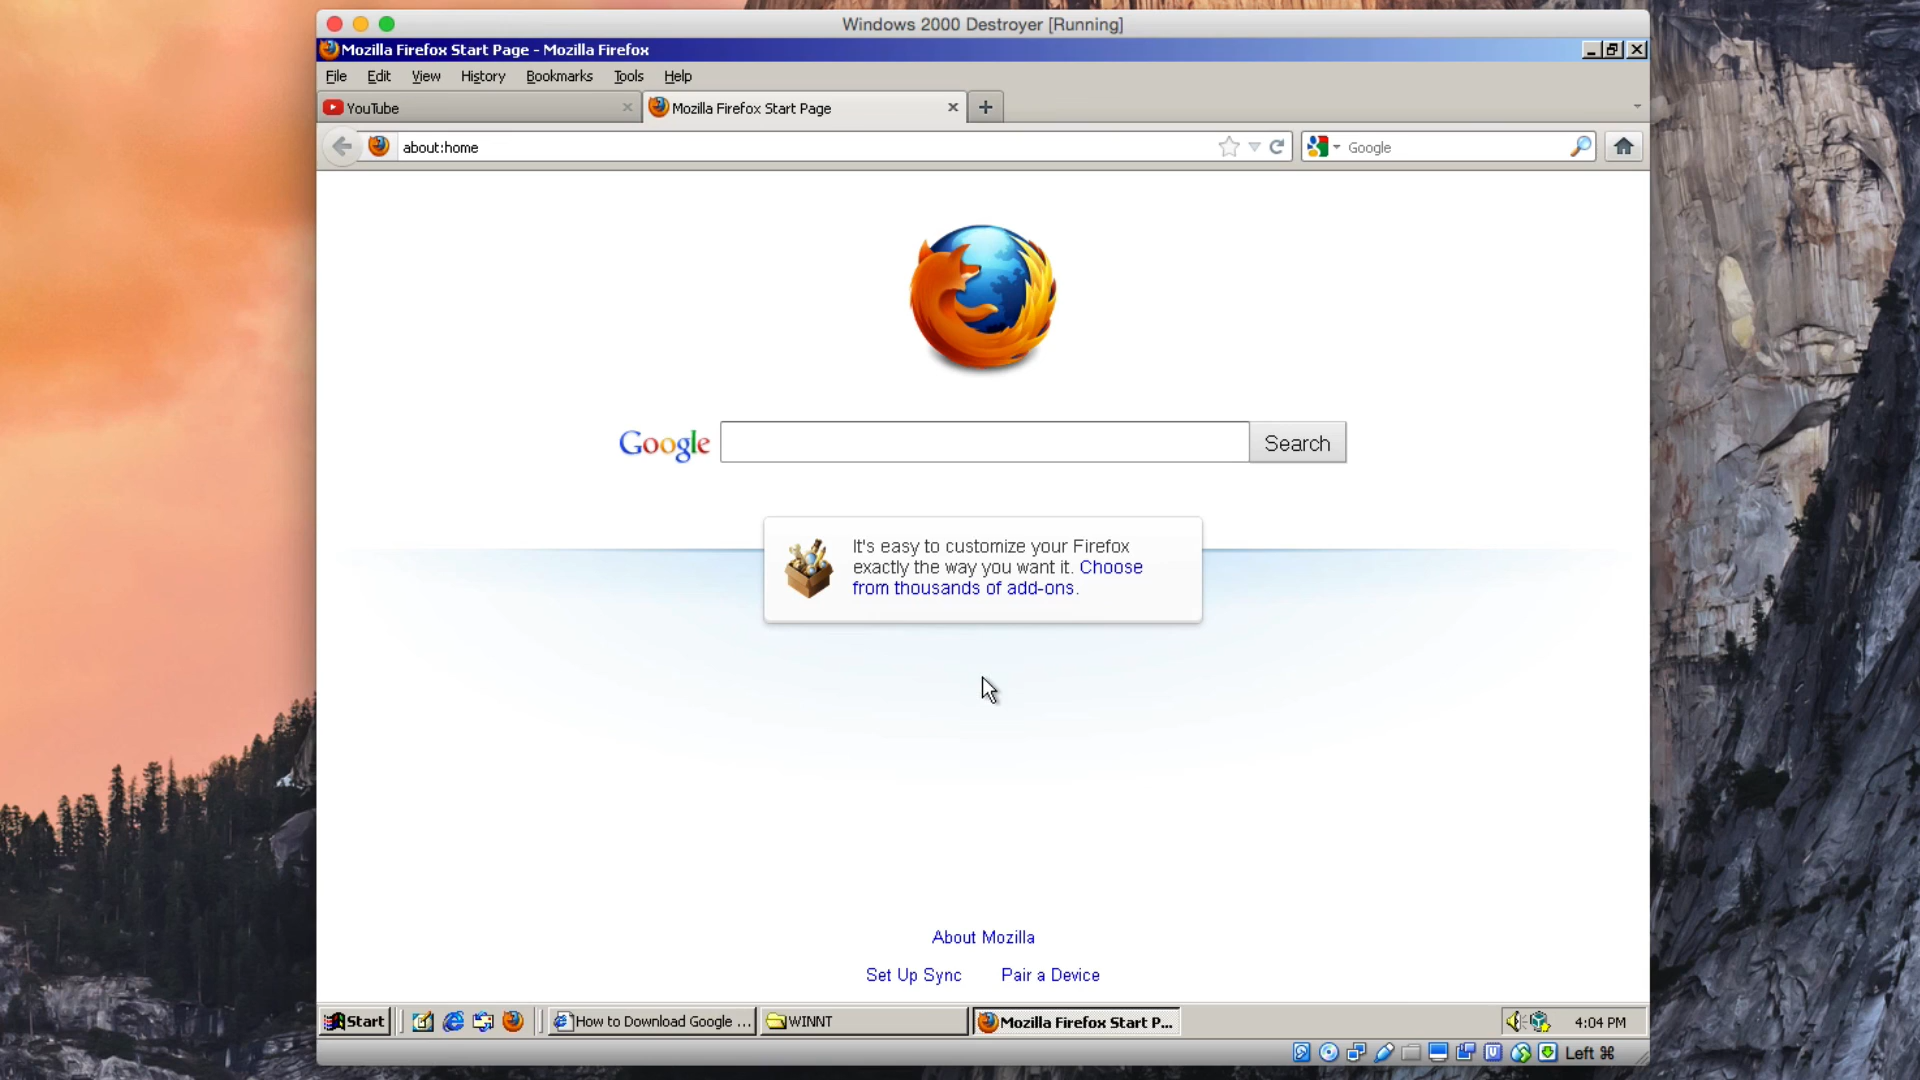 Windows 2000 Destroyer [Running]
Mozilla Firefox Start Page - Mozilla Firefox
File Edit View History Bookmarks Tools Help
YouTube Mozilla Firefox Start Page
about:home Google
Google Search
It's easy to customize your Firefox
exactly the way you want it. Choose
from thousands of add-ons.
About Mozilla
Set Up Sync Pair a Device
Start How to Download Google ... WINNT Mozilla Firefox Start P... 4:04 PM
Left ⌘